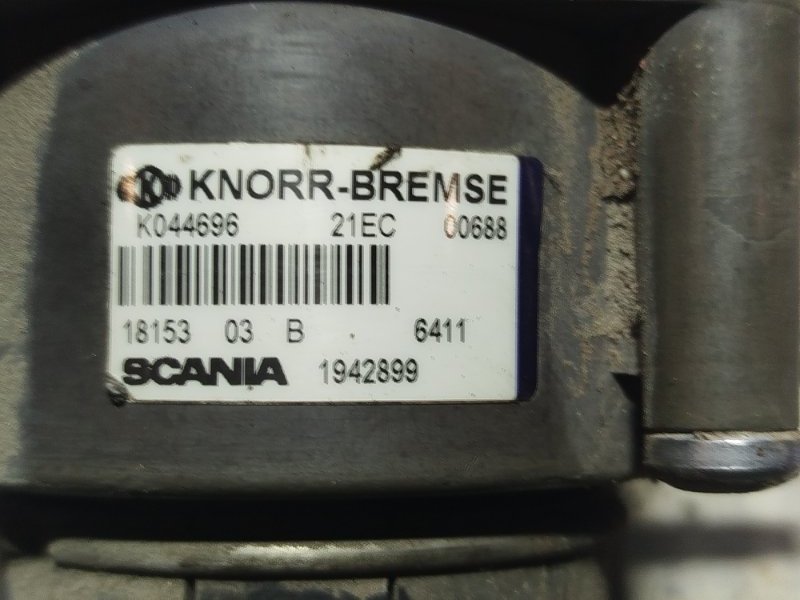 KNORR-BREMSE
K044696 21EC 00688
18153 03 B 6411
SCANIA 1942899